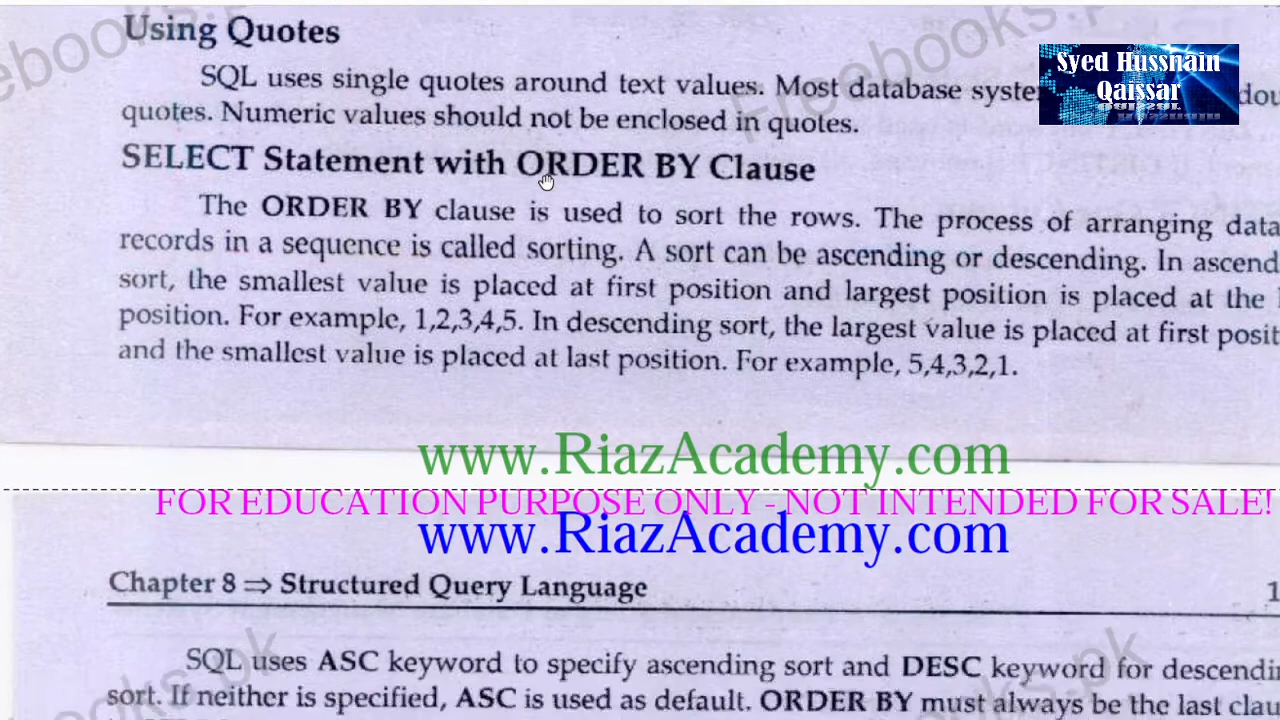 Using Quotes
SQL uses single quotes around text values. Most database
quotes. Numeric values should not be enclosed in quotes.
Syed Hussnain
Qaissar
SELECT Statement with ORDER BY Clause
The ORDER BY clause is used to sort the rows. The process of arranging data
records in a sequence is called sorting. A sort can be ascending or descending. In ascend
sort, the smallest value is placed at first position and largest position is placed at the
position. For example, 1,2,3,4,5. In descending sort, the largest value is placed at first posit
and the smallest value is placed at last position. For example, 5,4,3,2,1.
www.RiazAcademy.com
FOR EDUCATION PURPOSE ONLY - NOT INTENDED FOR SALE!
www.RiazAcademy.com
Chapter 8 ⇒ Structured Query Language
SQL uses ASC keyword to specify ascending sort and DESC keyword for descendi
sort. If neither is specified, ASC is used as default. ORDER BY must always be the last clau